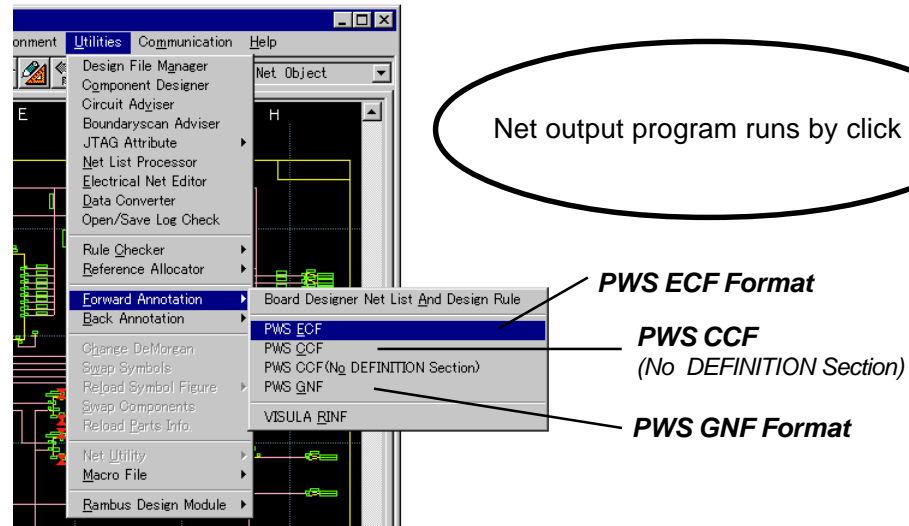 onment Utilities Communication Help
Net Object
E H
Design File Manager
Component Designer
Circuit Adviser
Boundaryscan Adviser
JTAG Attribute
Net List Processor
Electrical Net Editor
Data Converter
Open/Save Log Check
Rule Checker
Reference Allocator
Forward Annotation
Back Annotation
Change DeMorgan
Swap Symbols
Reload Symbol Figure
Swap Components
Reload Parts Info.
Net Utility
Macro File
Rambus Design Module
Board Designer Net List And Design Rule
PWS ECF
PWS CCF
PWS CCF(No DEFINITION Section)
PWS GNF
VISULA RINF
Net output program runs by click
PWS ECF Format
PWS CCF
(No DEFINITION Section)
PWS GNF Format